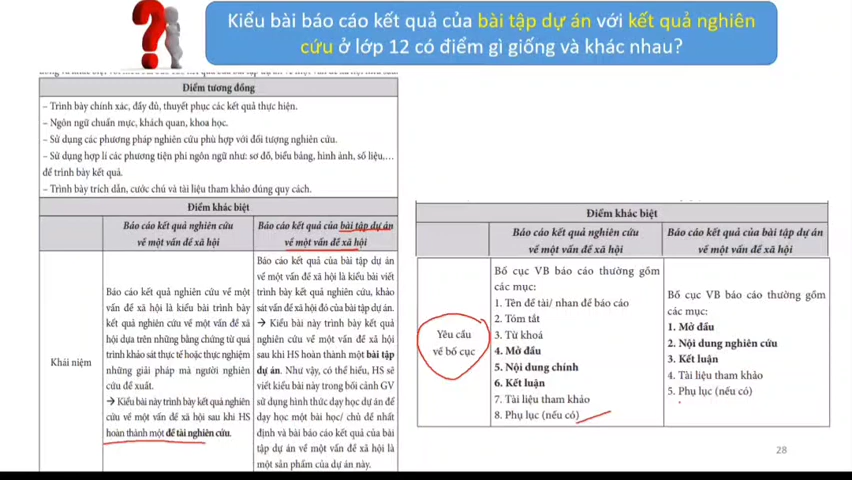 Kiểu bài báo cáo kết quả của bài tập dự án với kết quả nghiên
cứu ở lớp 12 có điểm gì giống và khác nhau?
Điểm tương đồng
– Trình bày chính xác, đầy đủ, thuyết phục các kết quả thực hiện.
– Ngôn ngữ chuẩn mực, khách quan, khoa học.
– Sử dụng các phương pháp nghiên cứu phù hợp với đối tượng nghiên cứu.
– Sử dụng hợp lí các phương tiện phi ngôn ngữ như: sơ đồ, biểu bảng, hình ảnh, số liệu,…
để trình bày kết quả.
– Trình bày trích dẫn, cước chú và tài liệu tham khảo đúng quy cách.
Điểm khác biệt
Báo cáo kết quả nghiên cứu
về một vấn đề xã hội
Báo cáo kết quả của bài tập dự án
về một vấn đề xã hội
Khái niệm
Báo cáo kết quả nghiên cứu về một
vấn đề xã hội là kiểu bài trình bày
kết quả nghiên cứu về một vấn đề xã
hội dựa trên những bằng chứng từ quá
trình khảo sát thực tế hoặc thực nghiệm
những giải pháp mà người nghiên
cứu đề xuất.
→ Kiểu bài này trình bày kết quả nghiên
cứu về một vấn đề xã hội sau khi HS
hoàn thành một đề tài nghiên cứu.
Báo cáo kết quả của bài tập dự án
về một vấn đề xã hội là kiểu bài viết
trình bày kết quả nghiên cứu, khảo
sát vấn đề xã hội đó của bài tập dự án.
→ Kiểu bài này trình bày kết quả
nghiên cứu về một vấn đề xã hội
sau khi HS hoàn thành một bài tập
dự án. Như vậy, có thể hiểu, HS sẽ
viết kiểu bài này trong bối cảnh GV
sử dụng hình thức dạy học dự án để
dạy học một bài học/ chủ đề nhất
định và bài báo cáo kết quả của bài
tập dự án về một vấn đề xã hội là
một sản phẩm của dự án này.
Điểm khác biệt
Báo cáo kết quả nghiên cứu
về một vấn đề xã hội
Báo cáo kết quả của bài tập dự án
về một vấn đề xã hội
Yêu cầu
về bố cục
Bố cục VB báo cáo thường gồm
các mục:
1. Tên đề tài/ nhan đề báo cáo
2. Tóm tắt
3. Từ khoá
4. Mở đầu
5. Nội dung chính
6. Kết luận
7. Tài liệu tham khảo
8. Phụ lục (nếu có)
Bố cục VB báo cáo thường gồm
các mục:
1. Mở đầu
2. Nội dung nghiên cứu
3. Kết luận
4. Tài liệu tham khảo
5. Phụ lục (nếu có)
28